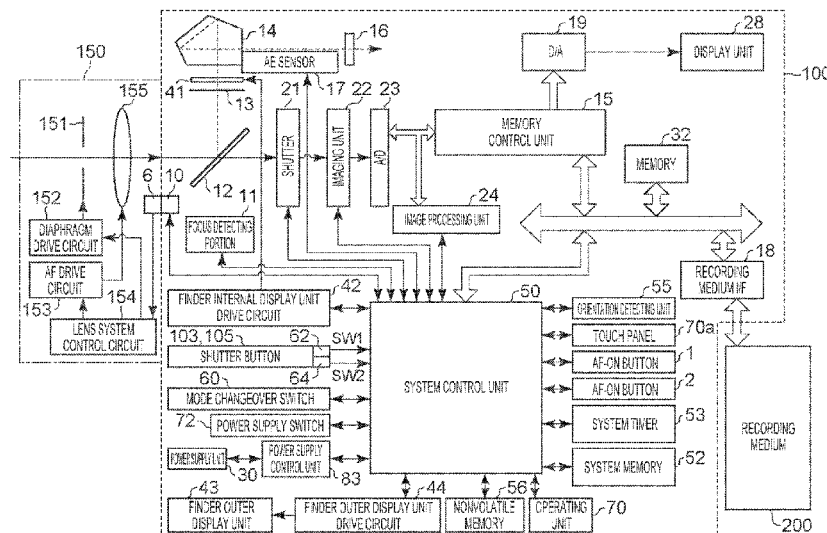 14
16
19
D/A
28
DISPLAY UNIT
100
AE SENSOR
17
150
155
151
41
13
21
22
23
SHUTTER
IMAGING UNIT
A/D
15
MEMORY CONTROL UNIT
32
MEMORY
12
6
10
11
24
IMAGE PROCESSING UNIT
152
DIAPHRAGM DRIVE CIRCUIT
FOCUS DETECTING PORTION
18
RECORDING MEDIUM I/F
AF DRIVE CIRCUIT
153
154
LENS SYSTEM CONTROL CIRCUIT
42
FINDER INTERNAL DISPLAY UNIT DRIVE CIRCUIT
50
SYSTEM CONTROL UNIT
55
ORIENTATION DETECTING UNIT
70a
TOUCH PANEL
103, 105
62
SW1
SHUTTER BUTTON
64
SW2
1
AF-ON BUTTON
2
AF-ON BUTTON
60
MODE CHANGEOVER SWITCH
53
SYSTEM TIMER
72
POWER SUPPLY SWITCH
POWER SUPPLY UNIT
30
POWER SUPPLY CONTROL UNIT
83
SYSTEM MEMORY
52
RECORDING MEDIUM
200
43
FINDER OUTER DISPLAY UNIT
44
FINDER OUTER DISPLAY UNIT DRIVE CIRCUIT
56
NONVOLATILE MEMORY
OPERATING UNIT
70